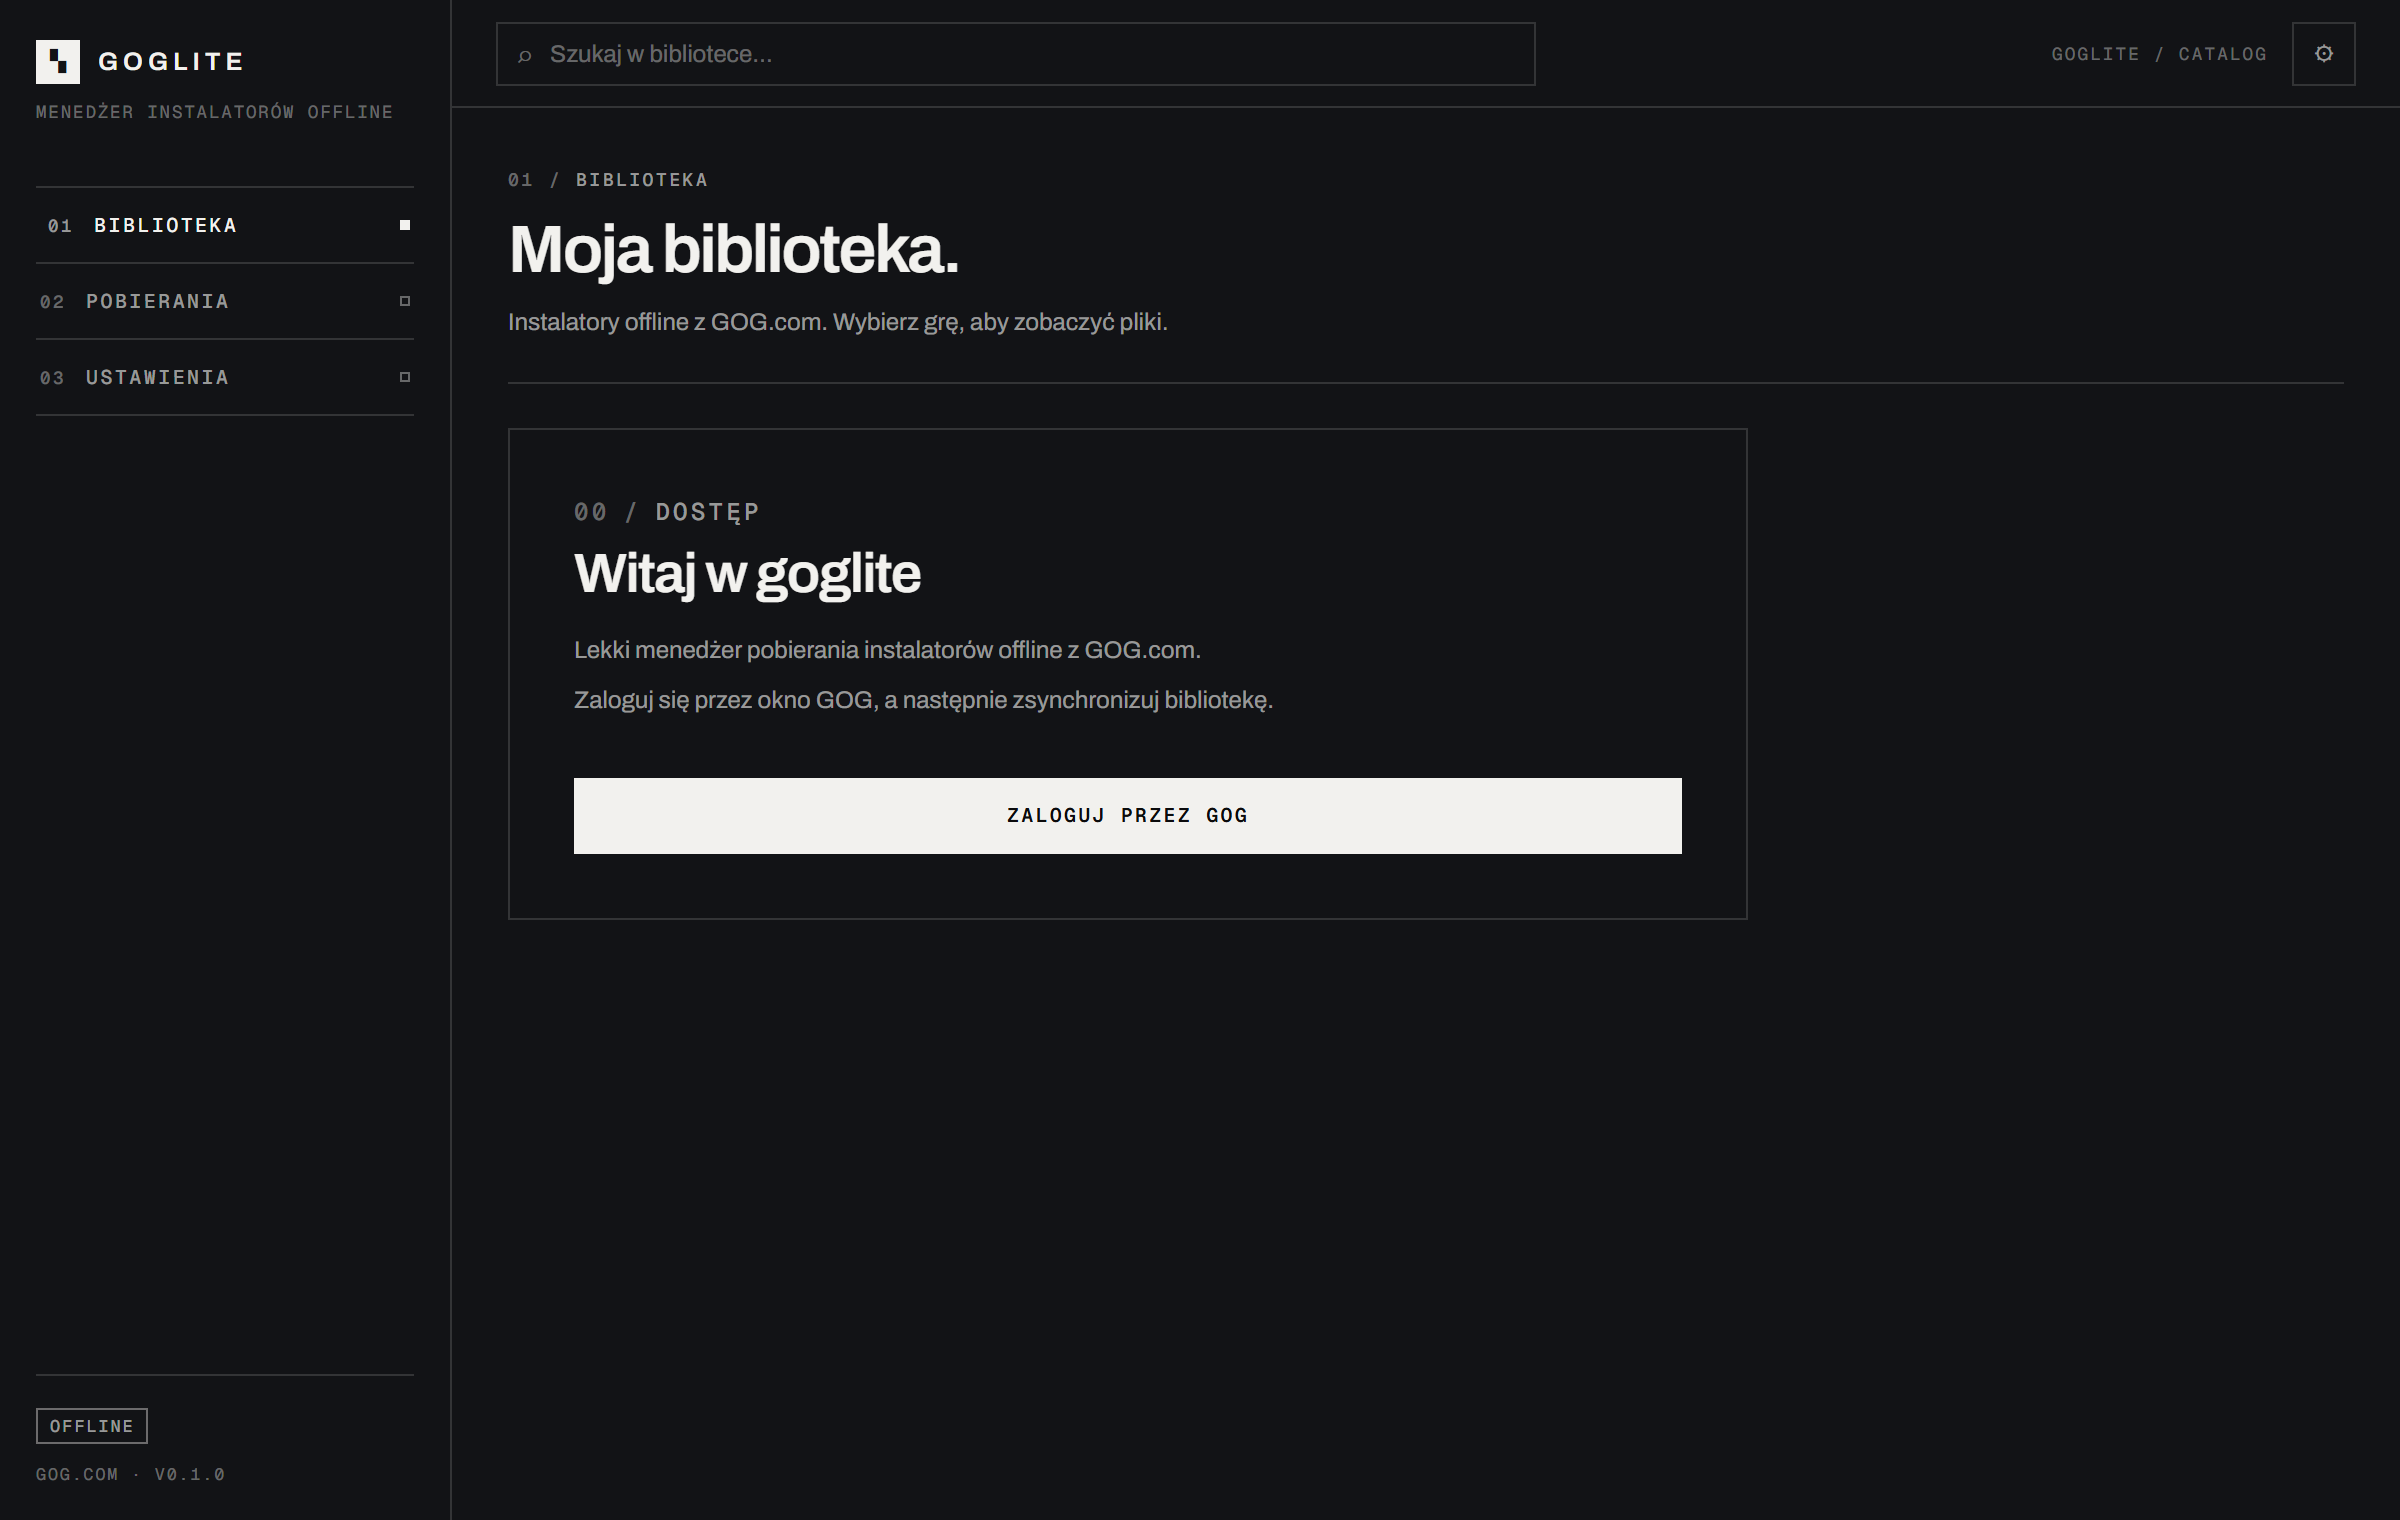 GOGLITE
MENEDŻER INSTALATORÓW OFFLINE
01 BIBLIOTEKA
02 POBIERANIA
03 USTAWIENIA
OFFLINE
GOG.COM · V0.1.0
Szukaj w bibliotece...
GOGLITE / CATALOG
01 / BIBLIOTEKA
Moja biblioteka.
Instalatory offline z GOG.com. Wybierz grę, aby zobaczyć pliki.
00 / DOSTĘP
Witaj w goglite
Lekki menedżer pobierania instalatorów offline z GOG.com.
Zaloguj się przez okno GOG, a następnie zsynchronizuj bibliotekę.
ZALOGUJ PRZEZ GOG